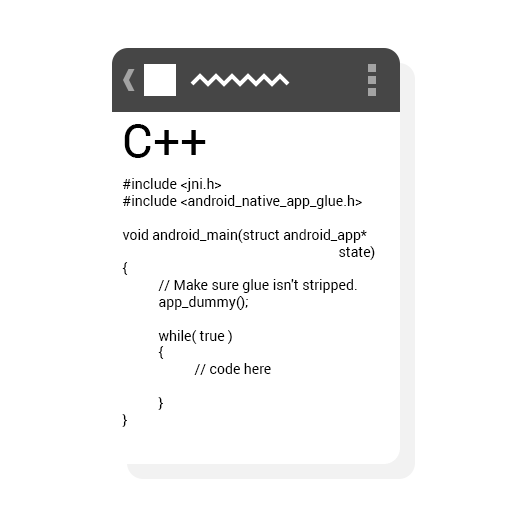 C++
#include <jni.h>
#include <android_native_app_glue.h>
void android_main(struct android_app*
state)
{
// Make sure glue isn't stripped.
app_dummy();
while( true )
{
// code here
}
}